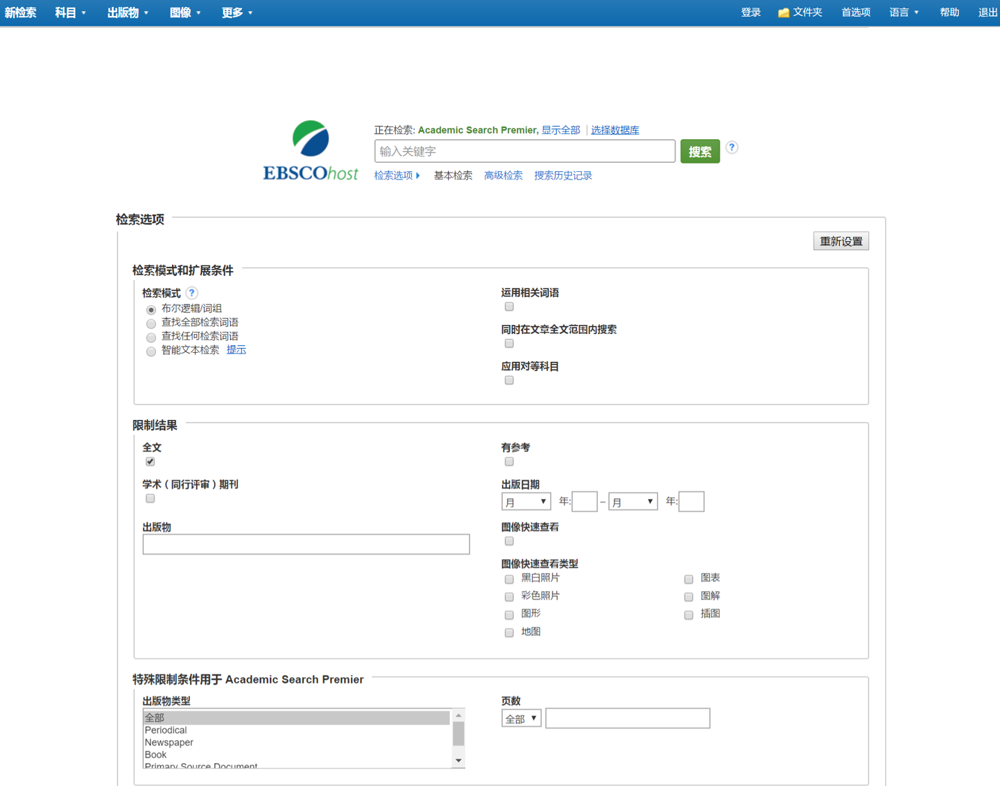 新检索 科目 出版物 图像 更多 登录 文件夹 首选项 语言 帮助 退出
正在检索: Academic Search Premier, 显示全部 | 选择数据库
输入关键字 搜索 ?
EBSCOhost
检索选项 基本检索 高级检索 搜索历史记录
检索选项
重新设置
检索模式和扩展条件
检索模式 ?
布尔逻辑/词组
查找全部检索词语
查找任何检索词语
智能文本检索 提示
运用相关词语
同时在文章全文范围内搜索
应用对等科目
限制结果
全文
学术（同行评审）期刊
出版物
有参考
出版日期
月 年: – 月 年:
图像快速查看
图像快速查看类型
黑白照片 图表
彩色照片 图解
图形 插图
地图
特殊限制条件用于 Academic Search Premier
出版物类型
全部
Periodical
Newspaper
Book
Primary Source Document
页数
全部